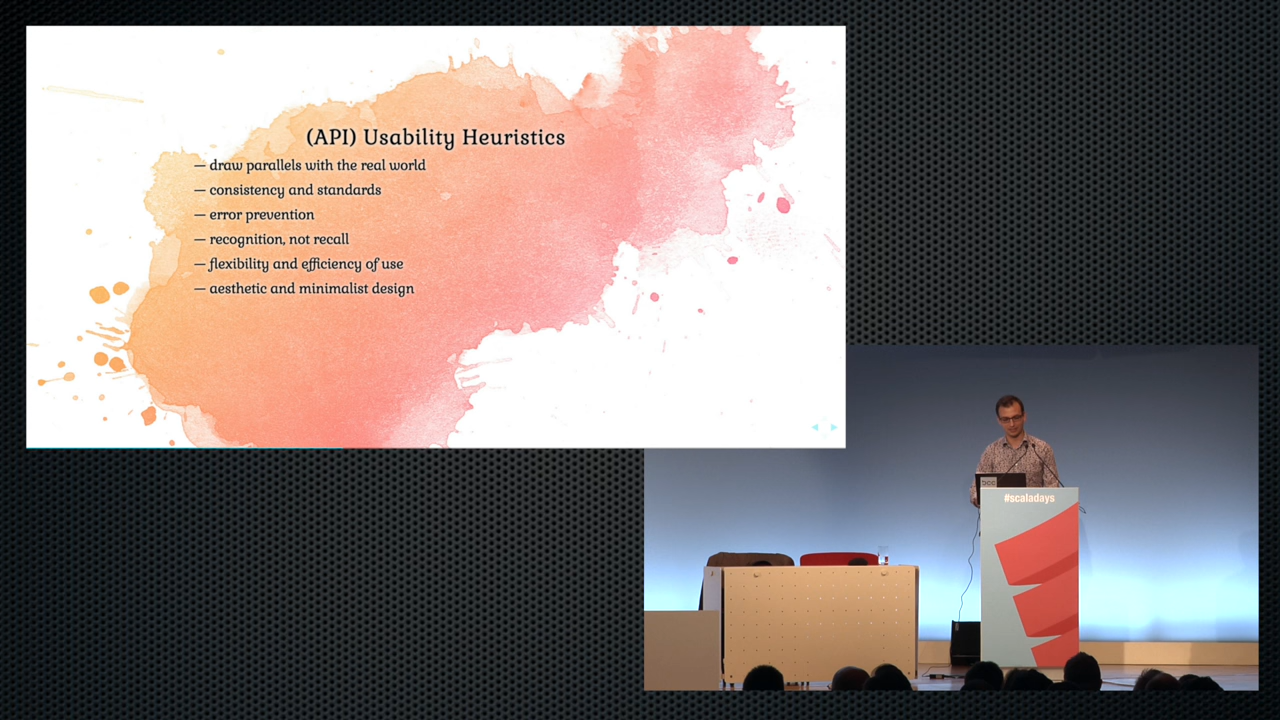 (API) Usability Heuristics
— draw parallels with the real world
— consistency and standards
— error prevention
— recognition, not recall
— flexibility and efficiency of use
— aesthetic and minimalist design
#scaladays